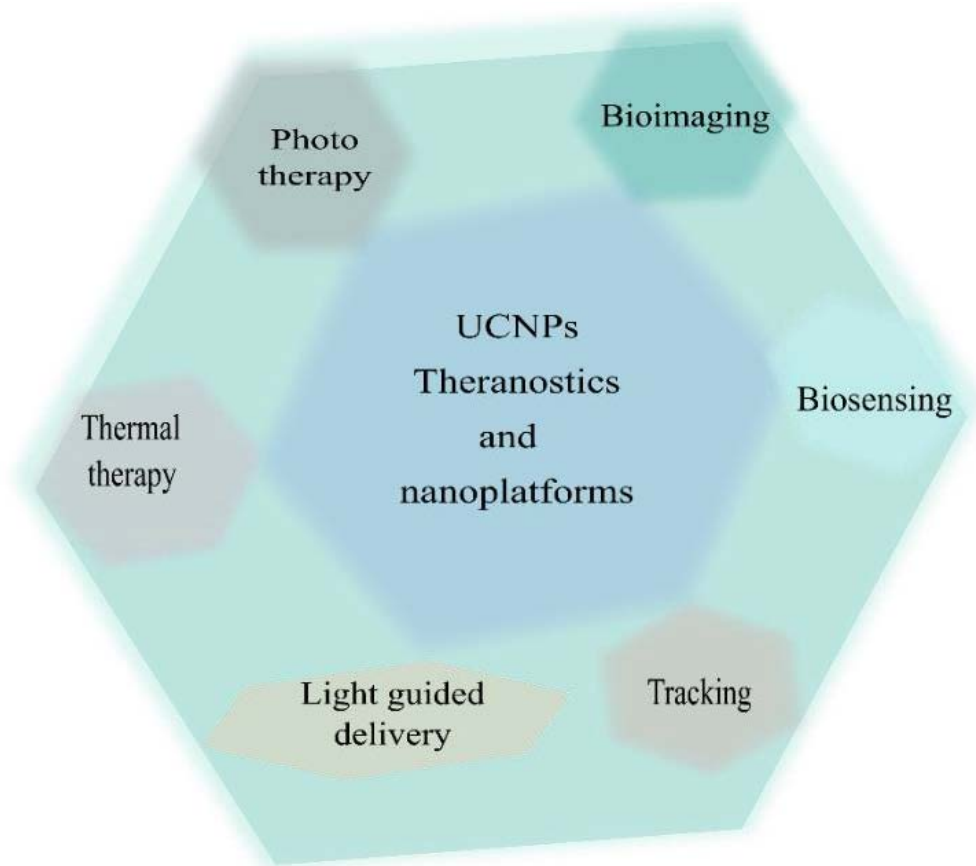 Photo
therapy
Bioimaging
UCNPs
Theranostics
and
nanoplatforms
Biosensing
Thermal
therapy
Light guided
delivery
Tracking